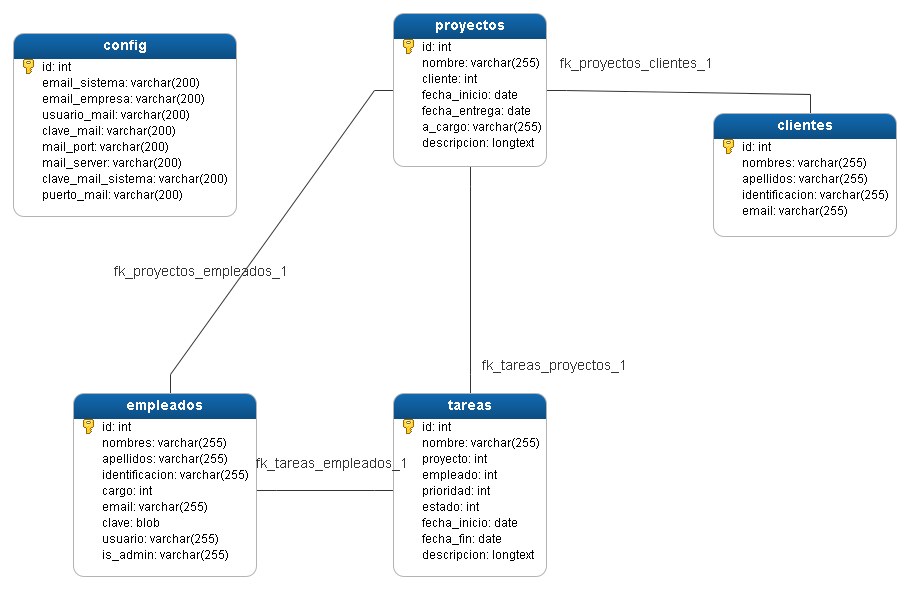 config
id: int
email_sistema: varchar(200)
email_empresa: varchar(200)
usuario_mail: varchar(200)
clave_mail: varchar(200)
mail_port: varchar(200)
mail_server: varchar(200)
clave_mail_sistema: varchar(200)
puerto_mail: varchar(200)
proyectos
id: int
nombre: varchar(255)
cliente: int
fecha_inicio: date
fecha_entrega: date
a_cargo: varchar(255)
descripcion: longtext
fk_proyectos_clientes_1
clientes
id: int
nombres: varchar(255)
apellidos: varchar(255)
identificacion: varchar(255)
email: varchar(255)
fk_proyectos_empleados_1
fk_tareas_proyectos_1
empleados
id: int
nombres: varchar(255)
apellidos: varchar(255)
identificacion: varchar(255)
cargo: int
email: varchar(255)
clave: blob
usuario: varchar(255)
is_admin: varchar(255)
fk_tareas_empleados_1
tareas
id: int
nombre: varchar(255)
proyecto: int
empleado: int
prioridad: int
estado: int
fecha_inicio: date
fecha_fin: date
descripcion: longtext